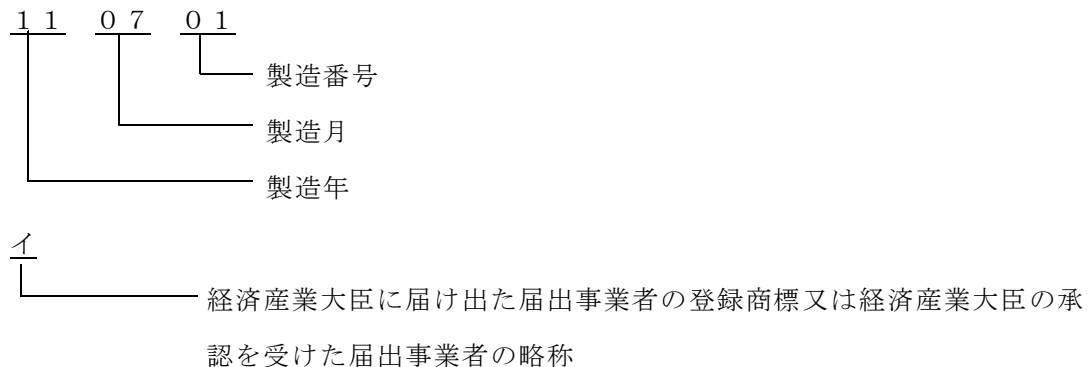 １１ ０７ ０１
製造番号
製造月
製造年
イ
経済産業大臣に届け出た届出事業者の登録商標又は経済産業大臣の承
認を受けた届出事業者の略称